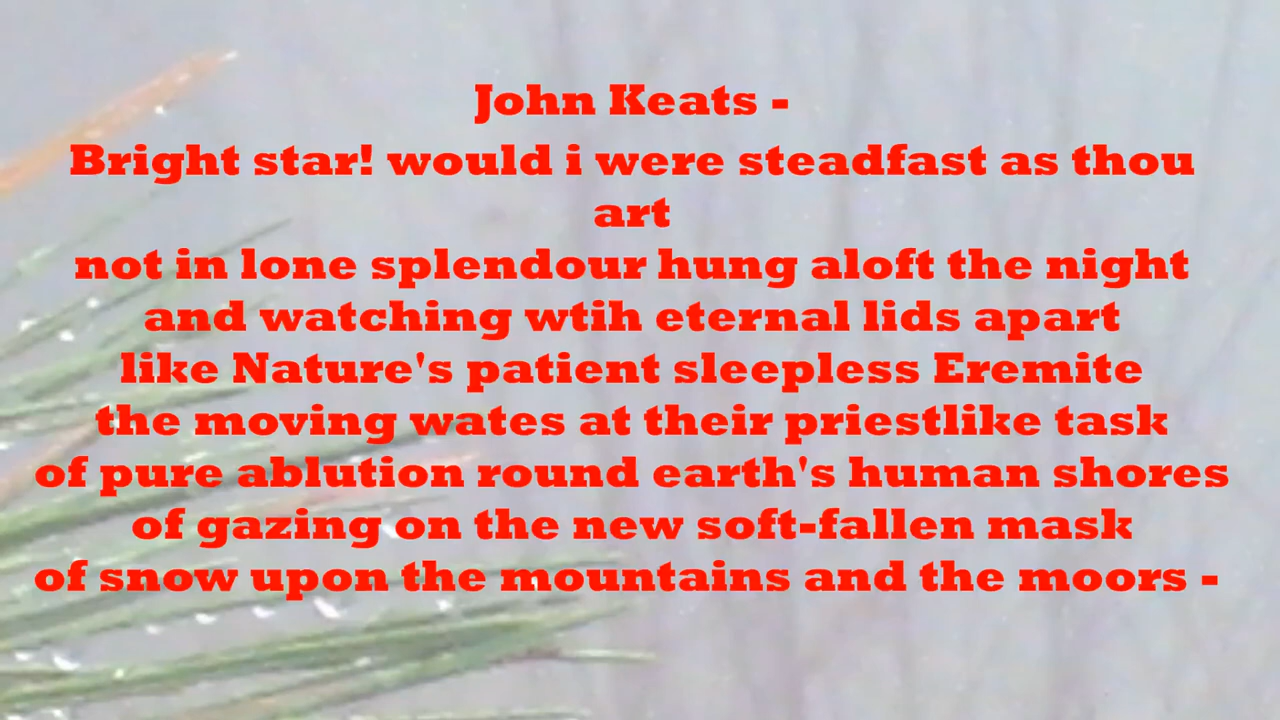 John Keats -
Bright star! would i were steadfast as thou
art
not in lone splendour hung aloft the night
and watching wtih eternal lids apart
like Nature's patient sleepless Eremite
the moving wates at their priestlike task
of pure ablution round earth's human shores
of gazing on the new soft-fallen mask
of snow upon the mountains and the moors -